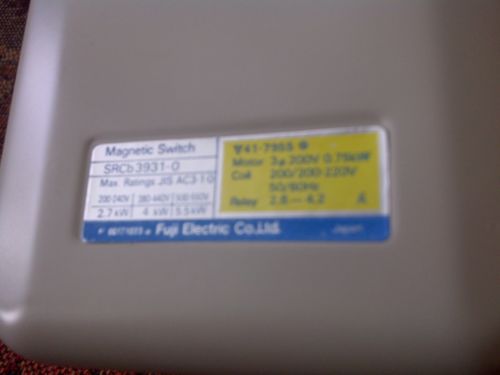 Magnetic Switch
SRCb3931-0
Max. Ratings JIS AC3 1.0
200-240V 380-440V 500-550V
2.7 kW 4 kW 5.5 kW
Fuji Electric Co.,Ltd.
Japan
Motor 3φ 200V 0.75kW
Coil 200/200-220V
50/60Hz
Relay 2.8 — 4.2 A